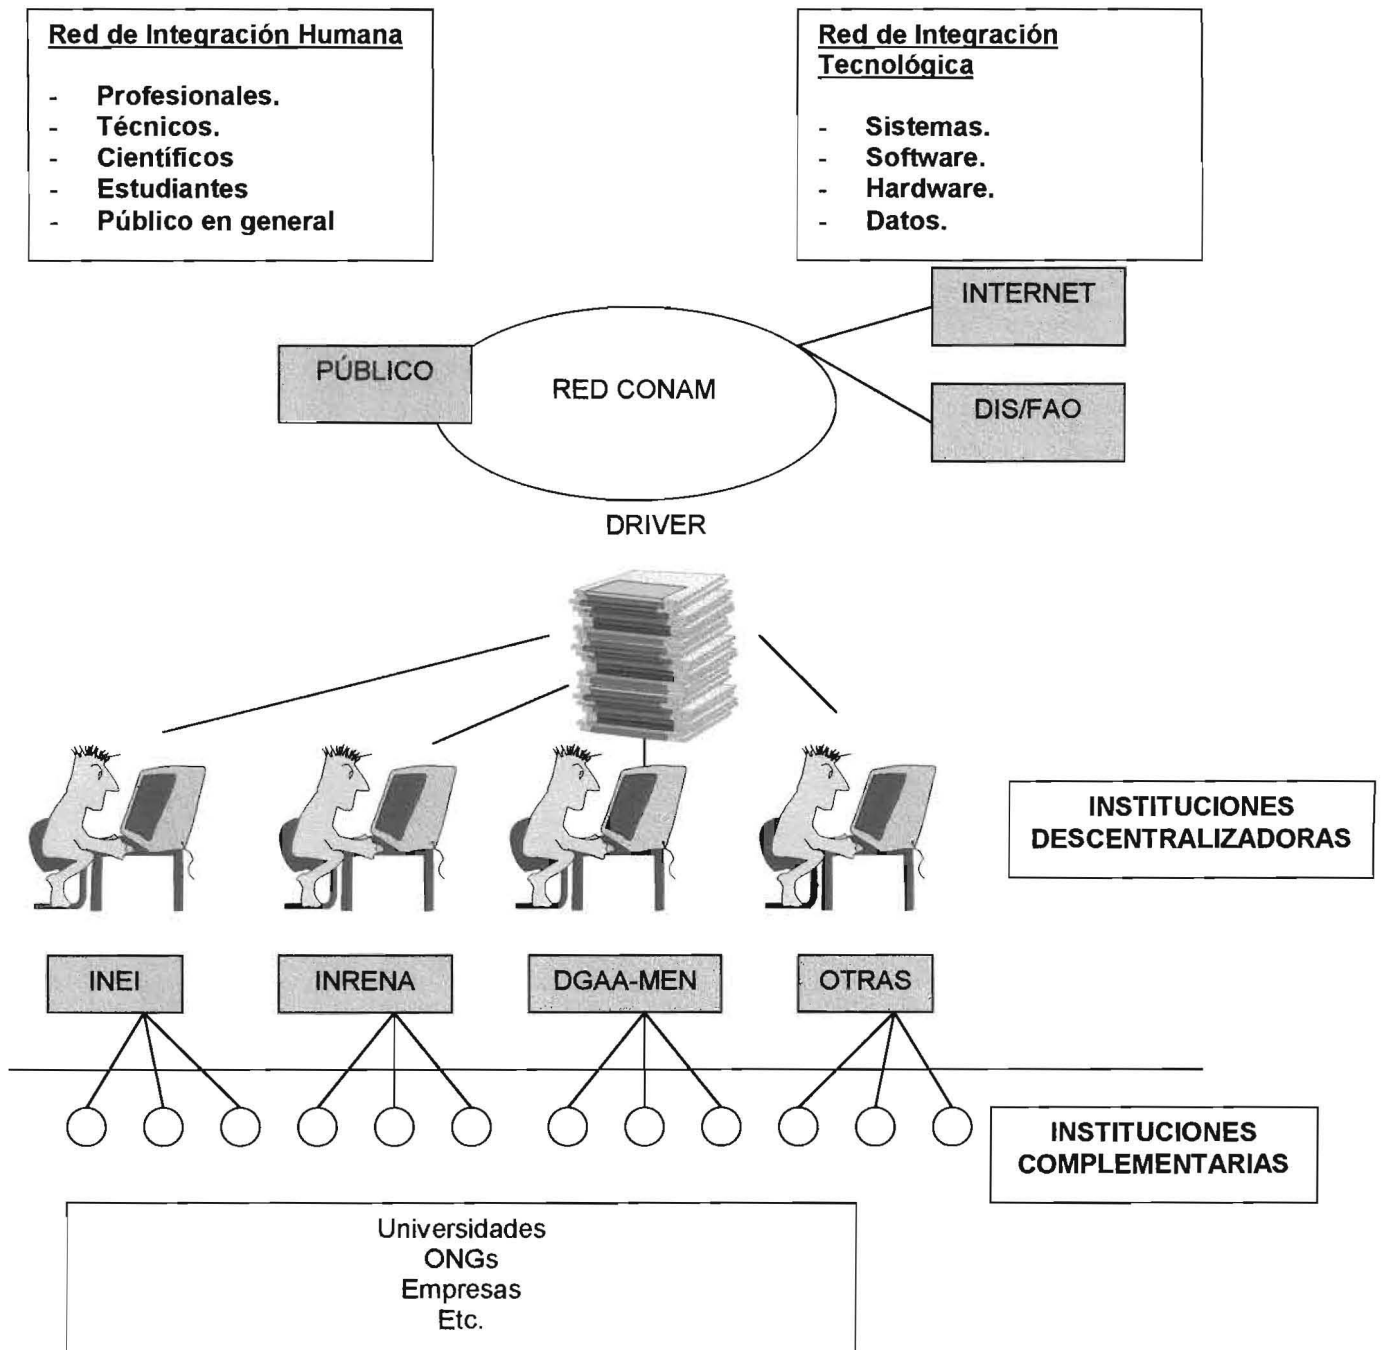 Red de Integración Humana
- Profesionales.
- Técnicos.
- Científicos
- Estudiantes
- Público en general
Red de Integración
Tecnológica
- Sistemas.
- Software.
- Hardware.
- Datos.
INTERNET
PÚBLICO
RED CONAM
DIS/FAO
DRIVER
INSTITUCIONES
DESCENTRALIZADORAS
INEI
INRENA
DGAA-MEN
OTRAS
INSTITUCIONES
COMPLEMENTARIAS
Universidades
ONGs
Empresas
Etc.